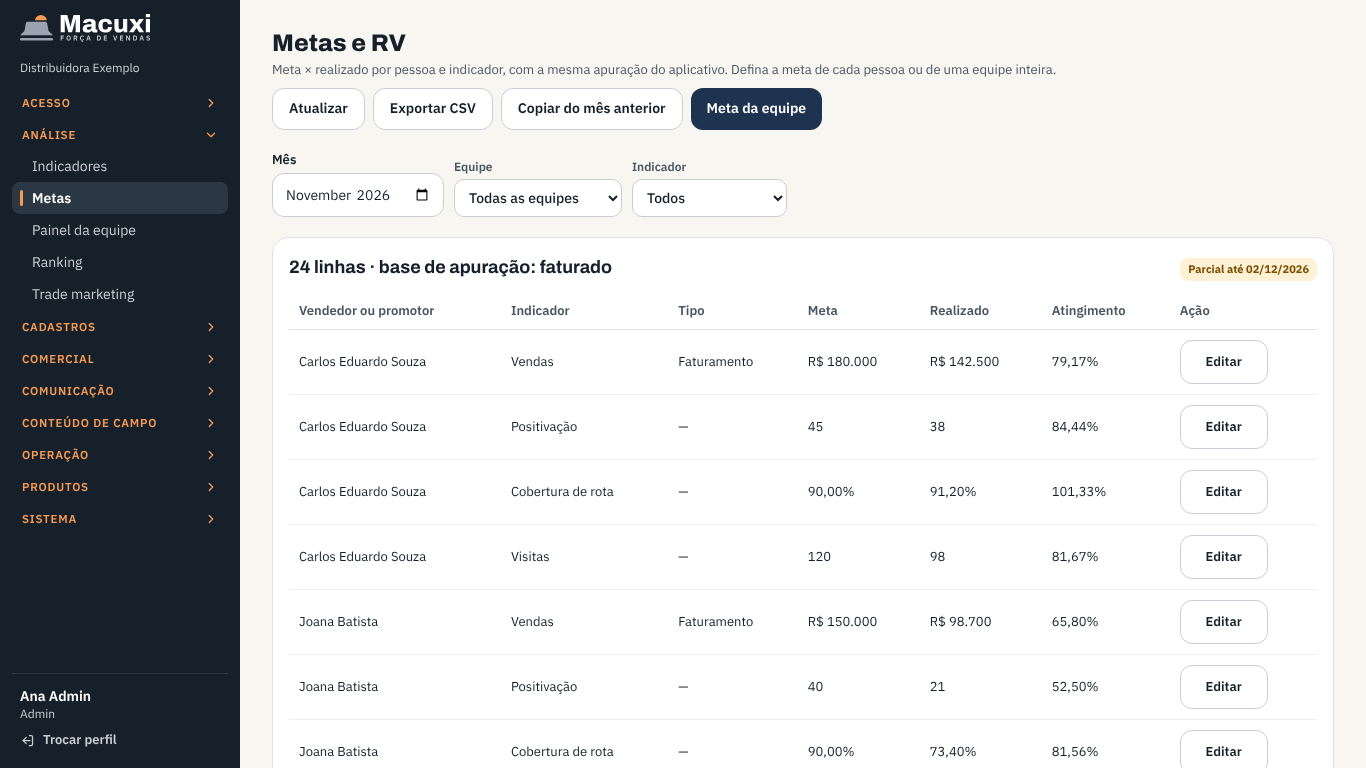 Macuxi
FORÇA DE VENDAS
Distribuidora Exemplo
ACESSO
ANÁLISE
Indicadores
Metas
Painel da equipe
Ranking
Trade marketing
CADASTROS
COMERCIAL
COMUNICAÇÃO
CONTEÚDO DE CAMPO
OPERAÇÃO
PRODUTOS
SISTEMA
Ana Admin
Admin
Trocar perfil
Metas e RV
Meta × realizado por pessoa e indicador, com a mesma apuração do aplicativo. Defina a meta de cada pessoa ou de uma equipe inteira.
Atualizar Exportar CSV Copiar do mês anterior Meta da equipe
Mês Equipe Indicador
November 2026 Todas as equipes Todos
24 linhas · base de apuração: faturado Parcial até 02/12/2026
Vendedor ou promotor Indicador Tipo Meta Realizado Atingimento Ação
Carlos Eduardo Souza Vendas Faturamento R$ 180.000 R$ 142.500 79,17% Editar
Carlos Eduardo Souza Positivação — 45 38 84,44% Editar
Carlos Eduardo Souza Cobertura de rota — 90,00% 91,20% 101,33% Editar
Carlos Eduardo Souza Visitas — 120 98 81,67% Editar
Joana Batista Vendas Faturamento R$ 150.000 R$ 98.700 65,80% Editar
Joana Batista Positivação — 40 21 52,50% Editar
Joana Batista Cobertura de rota — 90,00% 73,40% 81,56% Editar